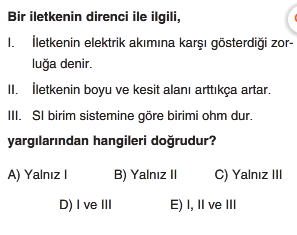 Bir iletkenin direnci ile ilgili,
I. İletkenin elektrik akımına karşı gösterdiği zor-
luğa denir.
II. İletkenin boyu ve kesit alanı arttıkça artar.
III. SI birim sistemine göre birimi ohm dur.
yargılarından hangileri doğrudur?
A) Yalnız I B) Yalnız II C) Yalnız III
D) I ve III E) I, II ve III